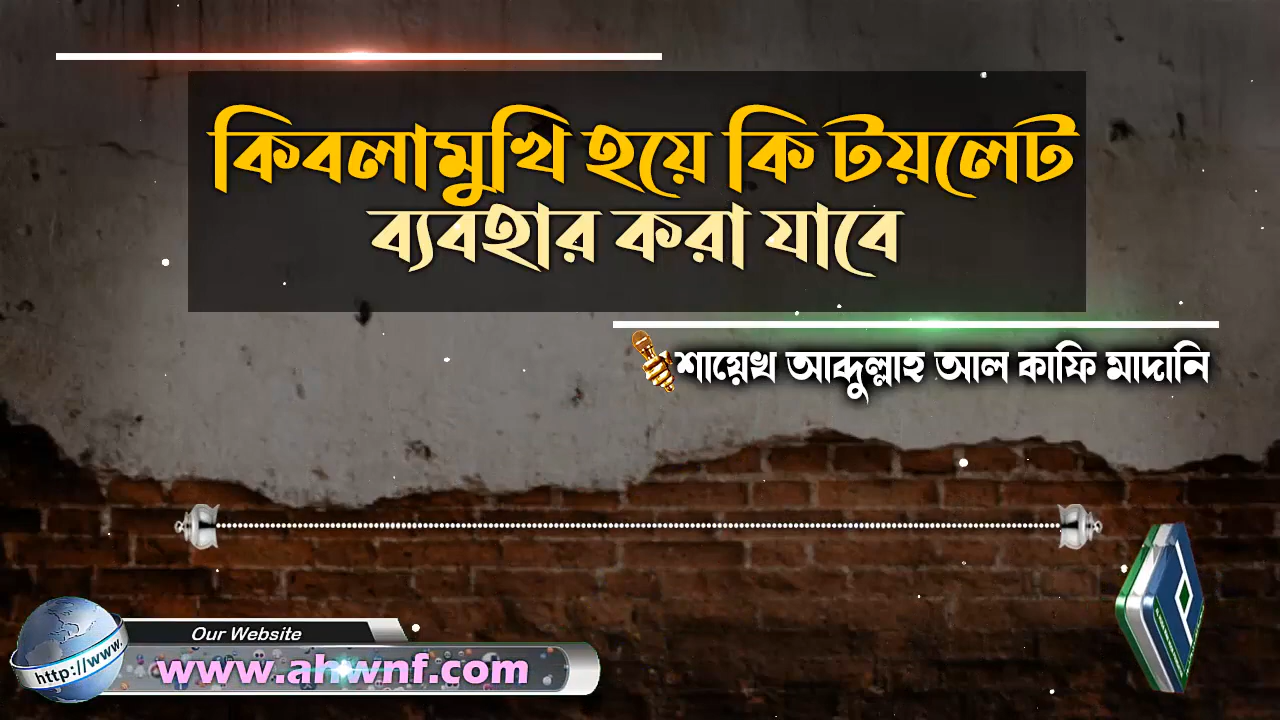 কিবলামুখি হয়ে কি টয়লেট
ব্যবহার করা যাবে
শায়েখ আব্দুল্লাহ আল কাফি মাদানি
Our Website
http://www.
www.ahwnf.com